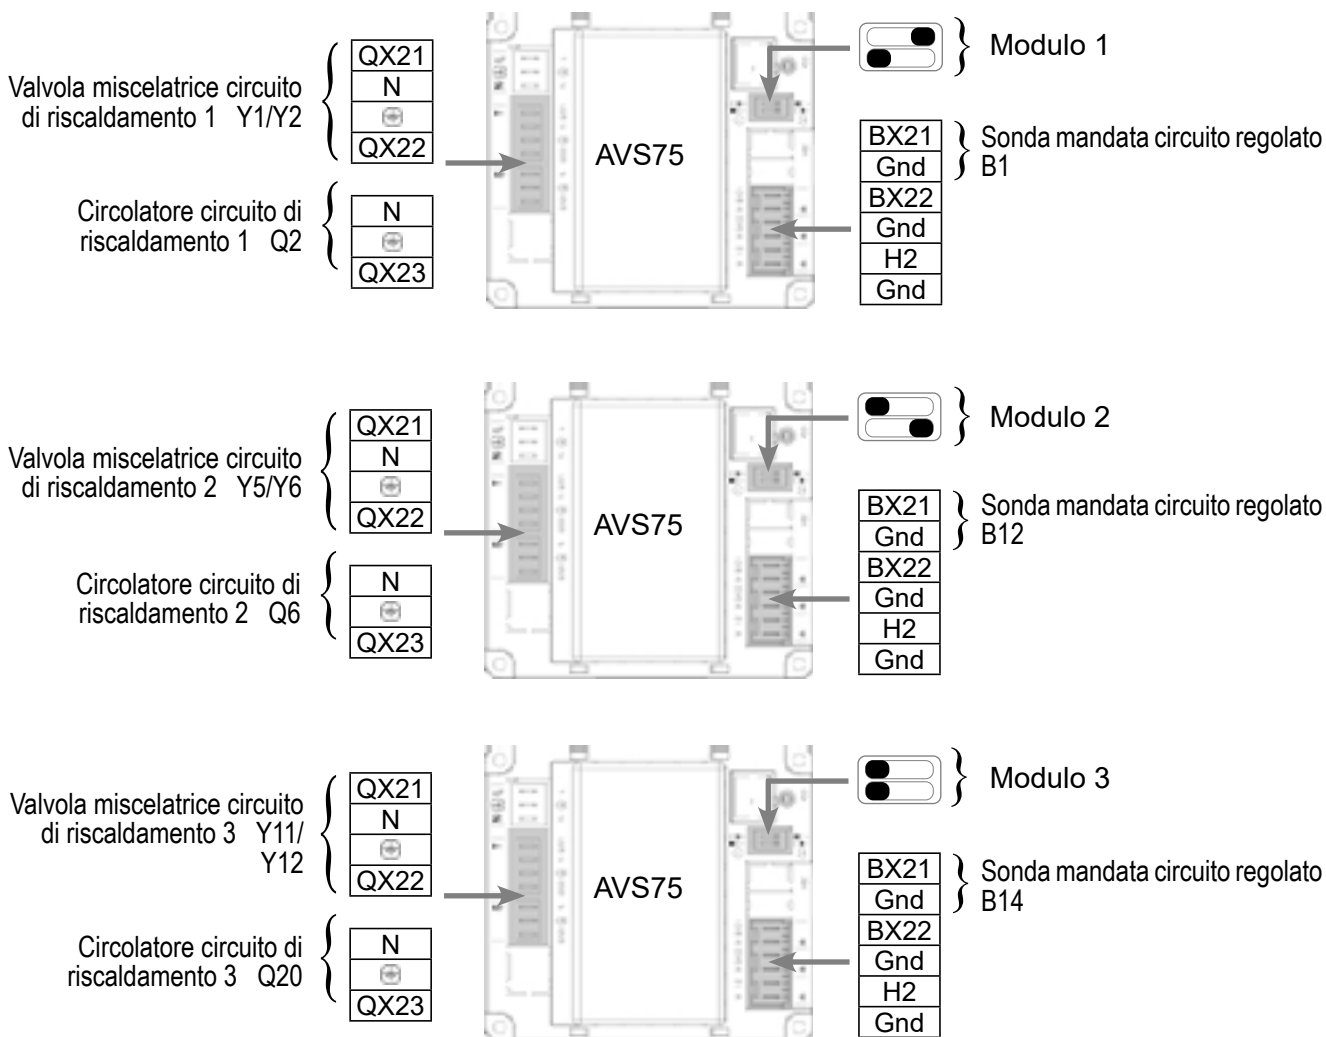 QX21
N
QX22
Valvola miscelatrice circuito
di riscaldamento 1 Y1/Y2
N
QX23
Circolatore circuito di
riscaldamento 1 Q2
AVS75
Modulo 1
BX21
Gnd
BX22
Gnd
H2
Gnd
Sonda mandata circuito regolato
B1
QX21
N
QX22
Valvola miscelatrice circuito
di riscaldamento 2 Y5/Y6
N
QX23
Circolatore circuito di
riscaldamento 2 Q6
AVS75
Modulo 2
BX21
Gnd
BX22
Gnd
H2
Gnd
Sonda mandata circuito regolato
B12
QX21
N
QX22
Valvola miscelatrice circuito
di riscaldamento 3 Y11/
Y12
N
QX23
Circolatore circuito di
riscaldamento 3 Q20
AVS75
Modulo 3
BX21
Gnd
BX22
Gnd
H2
Gnd
Sonda mandata circuito regolato
B14